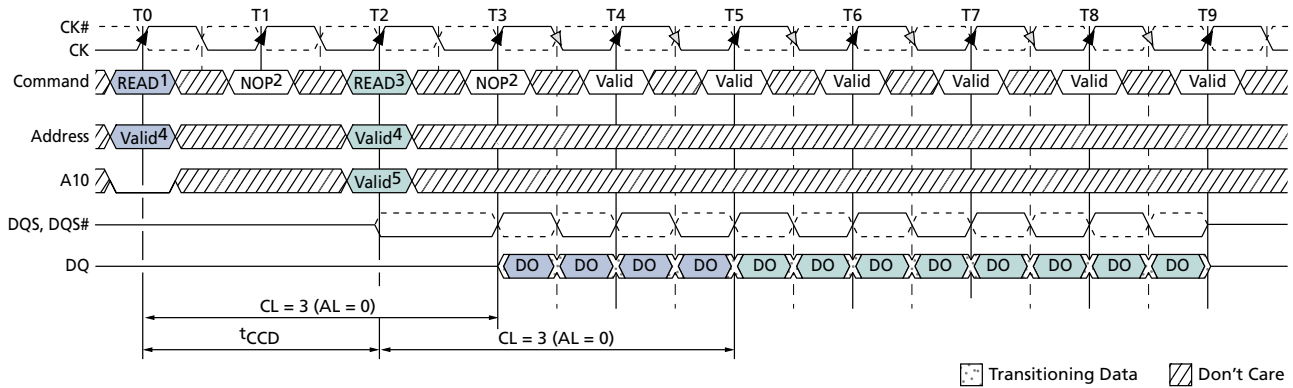 T0 T1 T2 T3 T4 T5 T6 T7 T8 T9
CK#
CK
Command READ1 NOP2 READ3 NOP2 Valid Valid Valid Valid Valid Valid
Address Valid4 Valid4
A10 Valid5
DQS, DQS#
DQ DO DO DO DO DO DO DO DO DO DO DO DO
CL = 3 (AL = 0)
tCCD CL = 3 (AL = 0)
Transitioning Data Don't Care